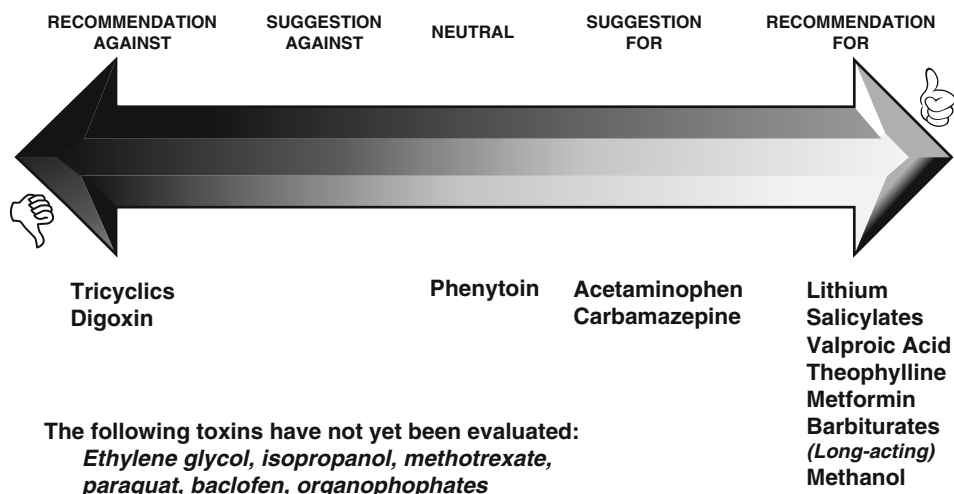 RECOMMENDATION AGAINST
SUGGESTION AGAINST
NEUTRAL
SUGGESTION FOR
RECOMMENDATION FOR
Tricyclics
Digoxin
Phenytoin
Acetaminophen
Carbamazepine
Lithium
Salicylates
Valproic Acid
Theophylline
Metformin
Barbiturates
(Long-acting)
Methanol
The following toxins have not yet been evaluated:
Ethylene glycol, isopropanol, methotrexate,
paraquat, baclofen, organophophates